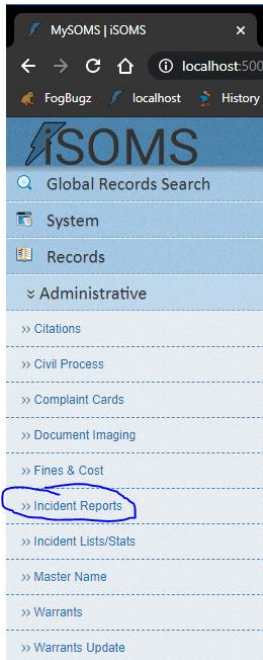 MySOMS | iSOMS
localhost:500
FogBugz localhost History
iSOMS
Global Records Search
System
Records
Administrative
›› Citations
›› Civil Process
›› Complaint Cards
›› Document Imaging
›› Fines & Cost
›› Incident Reports
›› Incident Lists/Stats
›› Master Name
›› Warrants
›› Warrants Update